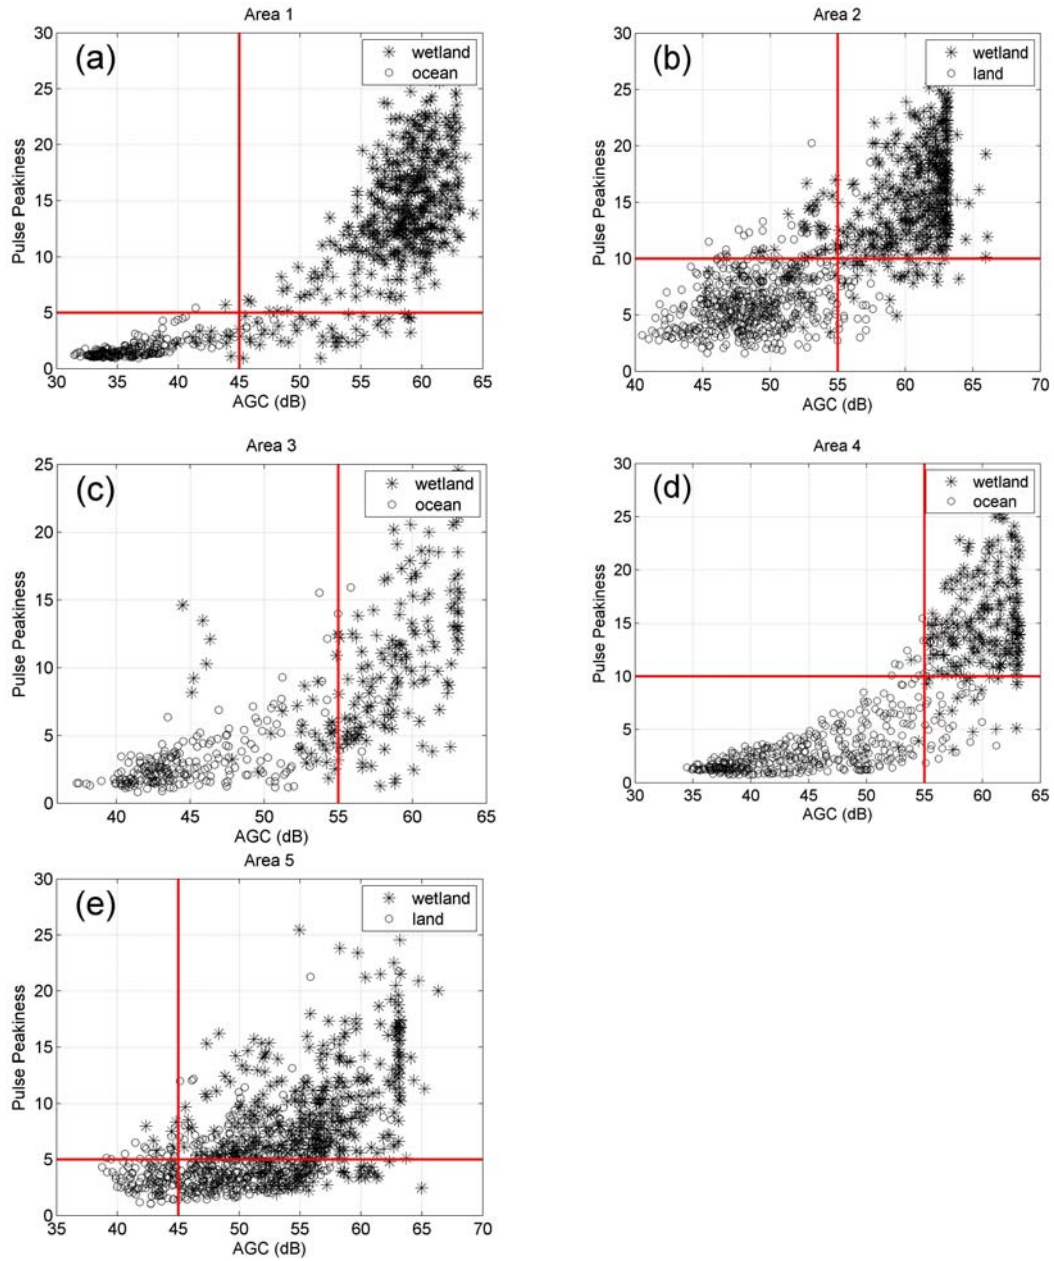 Area 1
(a)
wetland
ocean
Pulse Peakiness
30
25
20
15
10
5
0
30 35 40 45 50 55 60 65
AGC (dB)
Area 2
(b)
wetland
land
Pulse Peakiness
30
25
20
15
10
5
0
40 45 50 55 60 65 70
AGC (dB)
Area 3
(c)
wetland
ocean
Pulse Peakiness
25
20
15
10
5
0
40 45 50 55 60 65
AGC (dB)
Area 4
(d)
wetland
ocean
Pulse Peakiness
30
25
20
15
10
5
0
30 35 40 45 50 55 60 65
AGC (dB)
Area 5
(e)
wetland
land
Pulse Peakiness
30
25
20
15
10
5
0
35 40 45 50 55 60 65 70
AGC (dB)